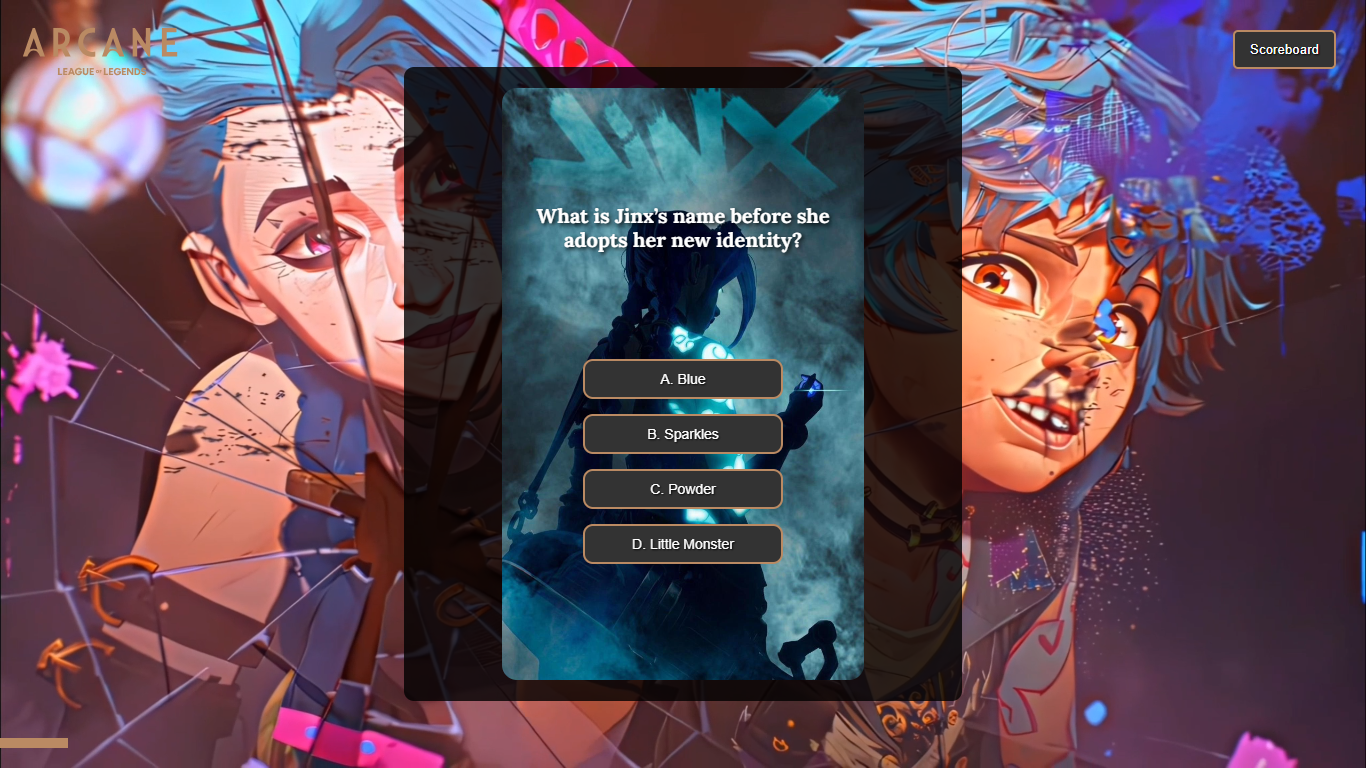 ARCANE
LEAGUE OF LEGENDS
Scoreboard
JINX
What is Jinx’s name before she
adopts her new identity?
A. Blue
B. Sparkles
C. Powder
D. Little Monster